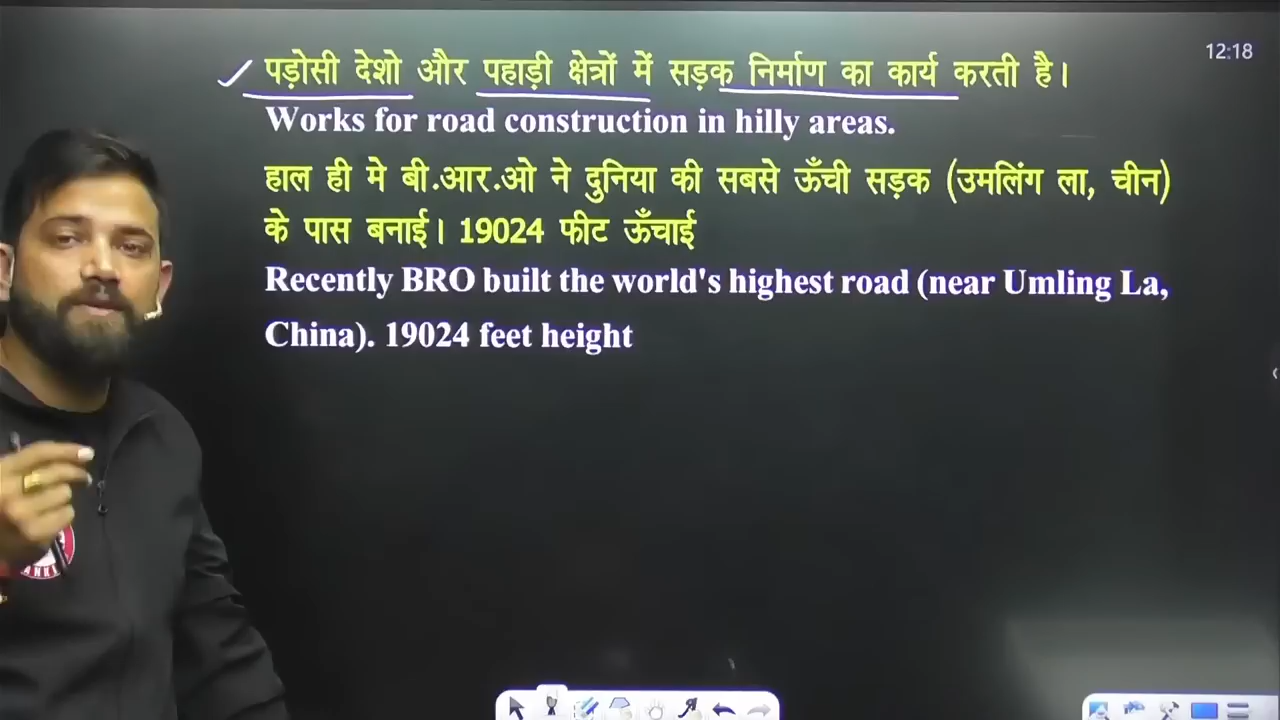 12:18
पड़ोसी देशो और पहाड़ी क्षेत्रों में सड़क निर्माण का कार्य करती है।
Works for road construction in hilly areas.
हाल ही मे बी.आर.ओ ने दुनिया की सबसे ऊँची सड़क (उमलिंग ला, चीन)
के पास बनाई। 19024 फीट ऊँचाई
Recently BRO built the world's highest road (near Umling La,
China). 19024 feet height